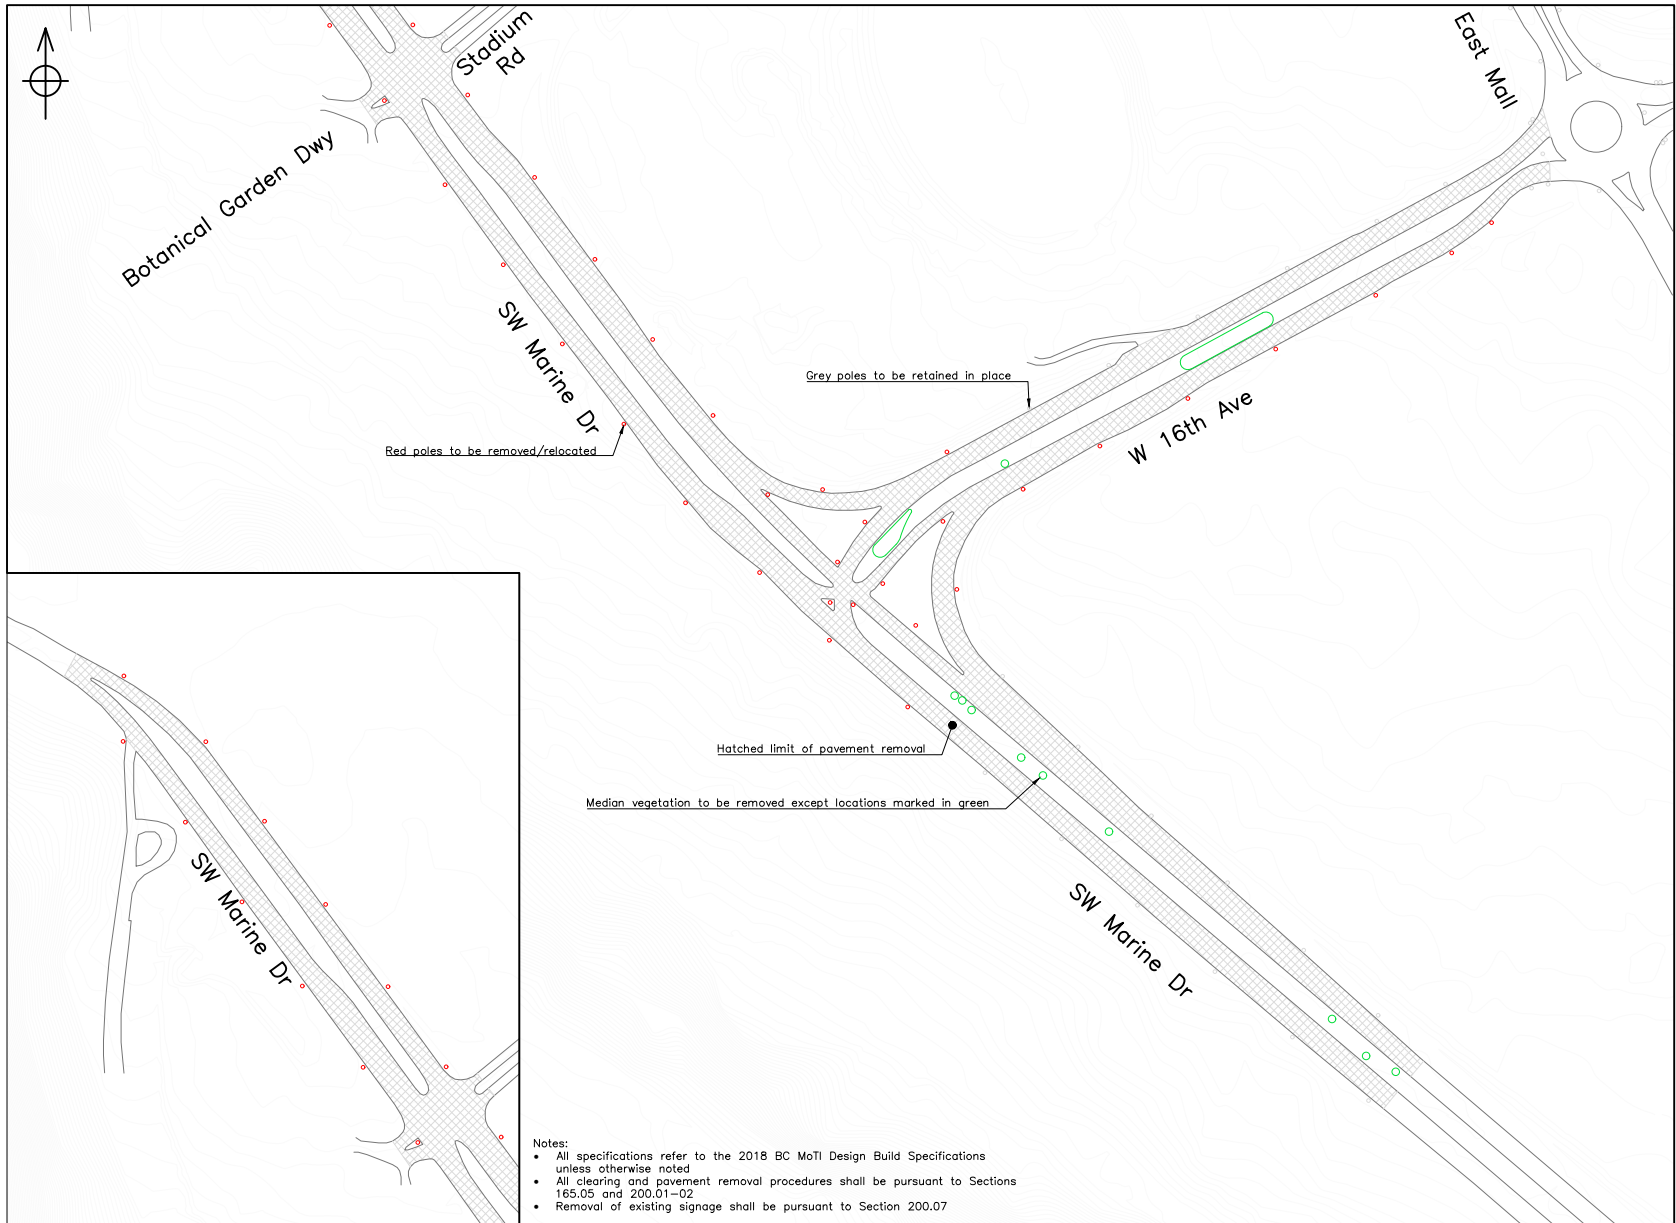 Stadium
Rd
East Mall
Botanical Garden Dwy
SW Marine Dr
Grey poles to be retained in place
W 16th Ave
Red poles to be removed/relocated
Hatched limit of pavement removal
Median vegetation to be removed except locations marked in green
SW Marine Dr
SW Marine Dr
Notes:
• All specifications refer to the 2018 BC MoTI Design Build Specifications
unless otherwise noted
• All clearing and pavement removal procedures shall be pursuant to Sections
165.05 and 200.01-02
• Removal of existing signage shall be pursuant to Section 200.07